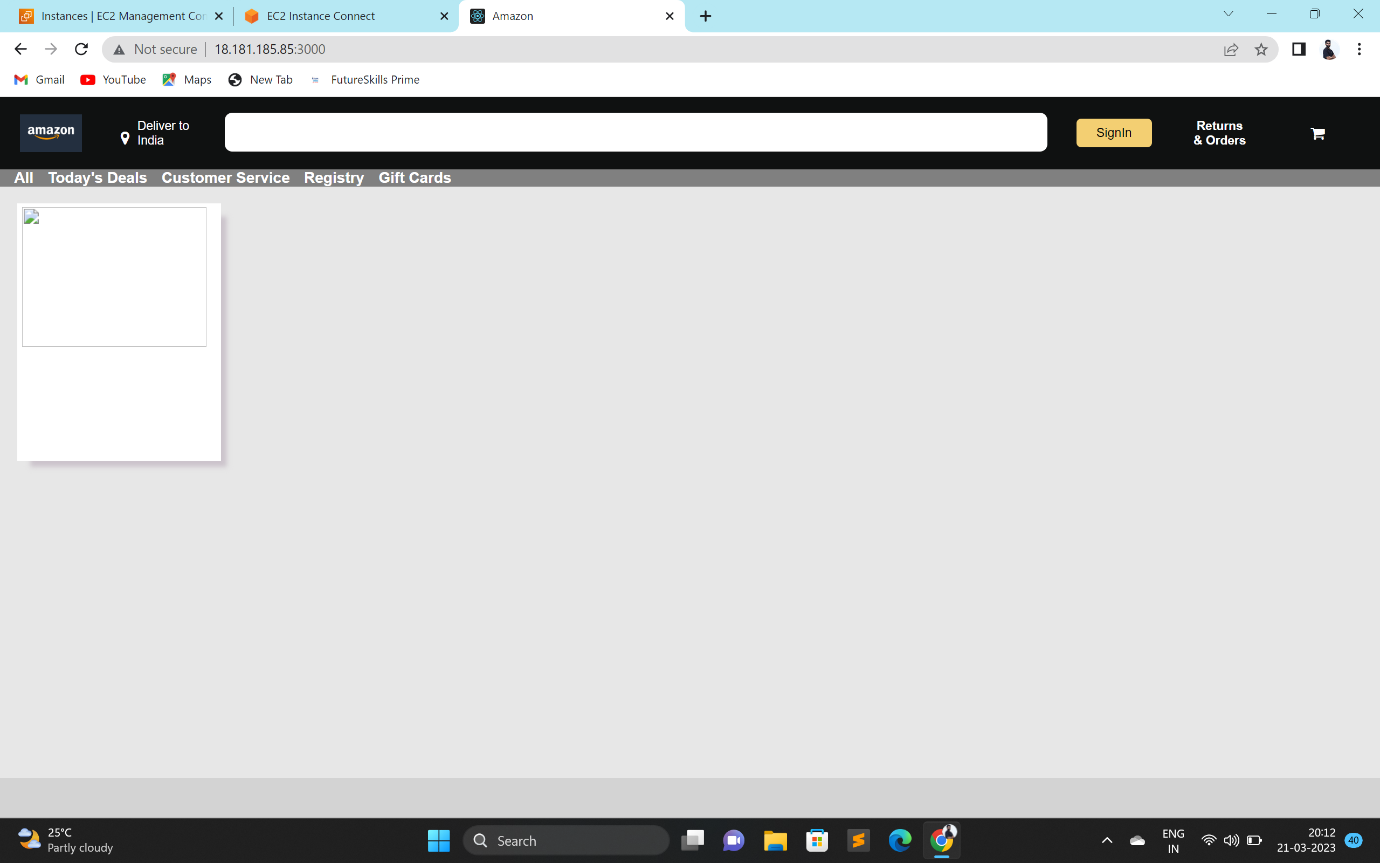 Instances | EC2 Management Con
EC2 Instance Connect
Amazon
Not secure
18.181.185.85:3000
Gmail
YouTube
Maps
New Tab
FutureSkills Prime
amazon
Deliver to
India
SignIn
Returns
& Orders
All
Today's Deals
Customer Service
Registry
Gift Cards
25°C
Partly cloudy
Search
ENG
IN
20:12
21-03-2023
40